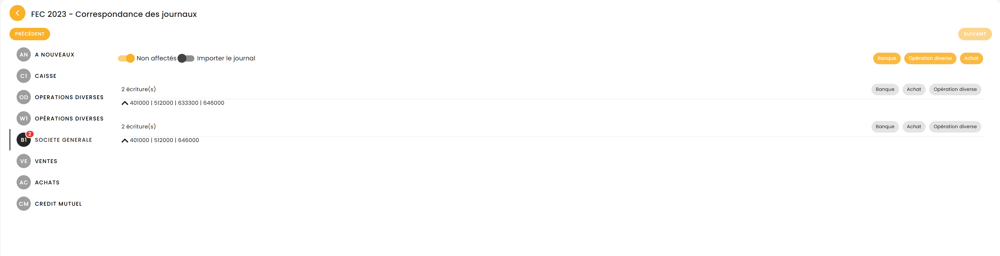 FEC 2023 - Correspondance des journaux
PRÉCÉDENT
SUIVANT
AN A NOUVEAUX
C1 CAISSE
OD OPERATIONS DIVERSES
W1 OPÉRATIONS DIVERSES
B1 2 SOCIETE GENERALE
VE VENTES
AC ACHATS
CM CREDIT MUTUEL
Non affectés Importer le journal
Banque Opération diverse Achat
2 écriture(s)
Banque Achat Opération diverse
401000 | 512000 | 633300 | 646000
2 écriture(s)
Banque Achat Opération diverse
401000 | 512000 | 646000